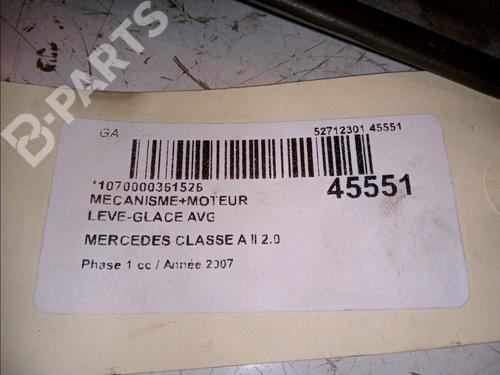 B-PARTS
GA
52712301 45551
*1070000361526
45551
MECANISME+MOTEUR
LEVE-GLACE AVG
MERCEDES CLASSE A II 2.0
Phase 1 cc / Année 2007